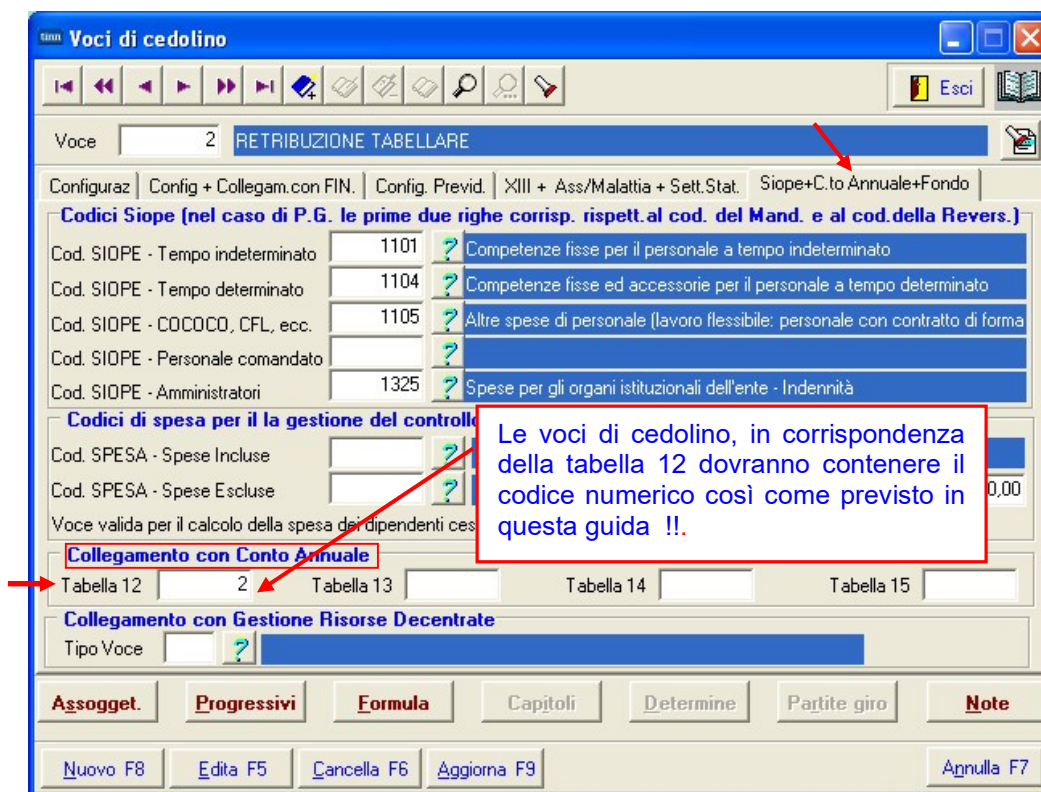 tinn Voci di cedolino
Esci
Voce 2 RETRIBUZIONE TABELLARE
Configuraz Config + Collegam.con FIN. Config. Previd. XIII + Ass/Malattia + Sett.Stat. Siope+C.to Annuale+Fondo
Codici Siope (nel caso di P.G. le prime due righe corrisp. rispett.al cod. del Mand. e al cod.della Revers.)
Cod. SIOPE - Tempo indeterminato 1101 ? Competenze fisse per il personale a tempo indeterminato
Cod. SIOPE - Tempo determinato 1104 ? Competenze fisse ed accessorie per il personale a tempo determinato
Cod. SIOPE - COCOCO, CFL, ecc. 1105 ? Altre spese di personale (lavoro flessibile: personale con contratto di forma
Cod. SIOPE - Personale comandato ?
Cod. SIOPE - Amministratori 1325 ? Spese per gli organi istituzionali dell'ente - Indennità
Codici di spesa per il la gestione del controllo
Cod. SPESA - Spese Incluse ?
Cod. SPESA - Spese Escluse ? 0,00
Voce valida per il calcolo della spesa dei dipendenti ces
Le voci di cedolino, in corrispondenza
della tabella 12 dovranno contenere il
codice numerico così come previsto in
questa guida !!.
Collegamento con Conto Annuale
Tabella 12 2 Tabella 13 Tabella 14 Tabella 15
Collegamento con Gestione Risorse Decentrate
Tipo Voce ?
Assogget. Progressivi Formula Capitoli Determine Partite giro Note
Nuovo F8 Edita F5 Cancella F6 Aggiorna F9 Annulla F7